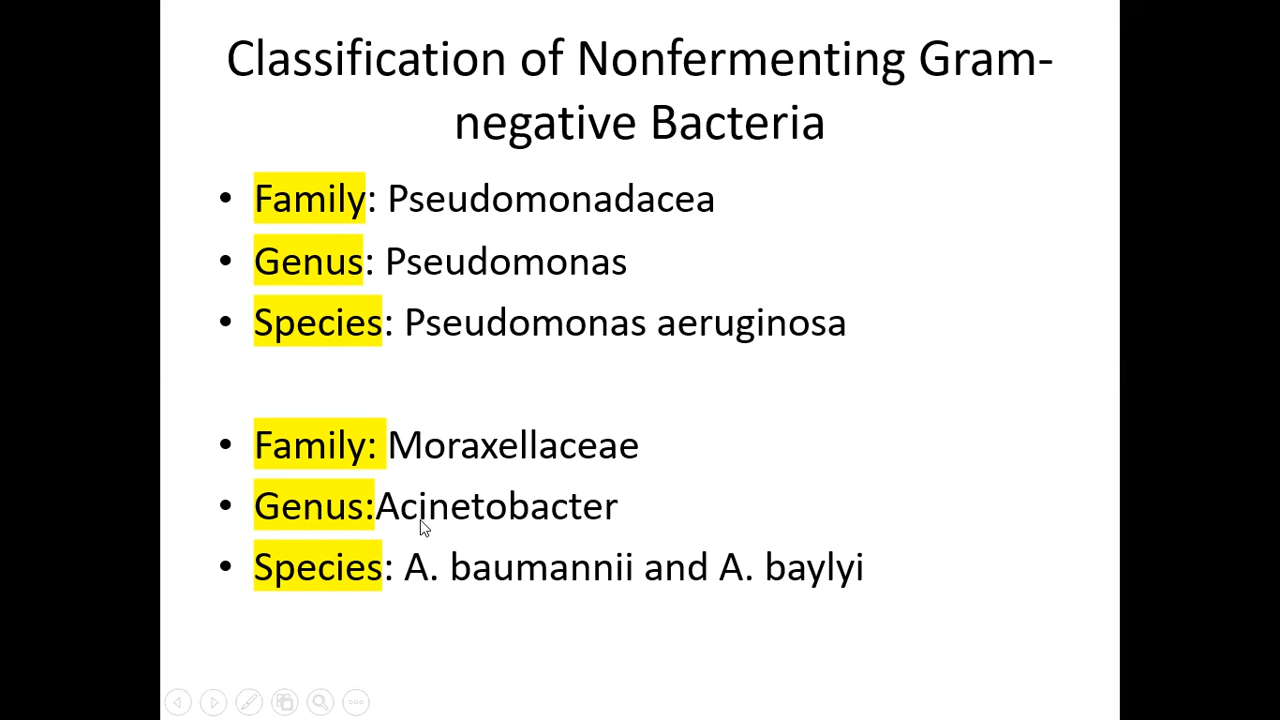 Classification of Nonfermenting Gram-
negative Bacteria
• Family: Pseudomonadacea
• Genus: Pseudomonas
• Species: Pseudomonas aeruginosa
• Family: Moraxellaceae
• Genus:Acinetobacter
• Species: A. baumannii and A. baylyi